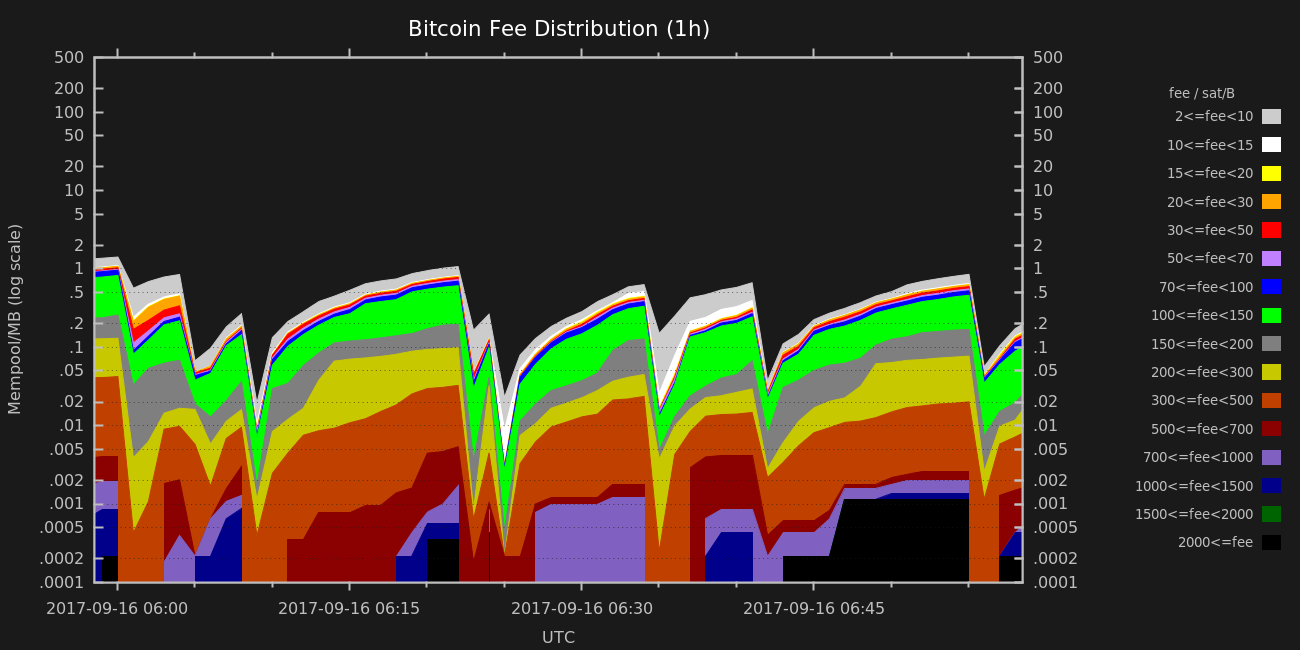 Bitcoin Fee Distribution (1h)
500 500
200 200
100 100
50 50
20 20
10 10
5 5
2 2
1 1
.5 .5
.2 .2
.1 .1
.05 .05
.02 .02
.01 .01
.005 .005
.002 .002
.001 .001
.0005 .0005
.0002 .0002
.0001 .0001
Mempool/MB (log scale)
2017-09-16 06:00 2017-09-16 06:15 2017-09-16 06:30 2017-09-16 06:45
UTC
fee / sat/B
2<=fee<10
10<=fee<15
15<=fee<20
20<=fee<30
30<=fee<50
50<=fee<70
70<=fee<100
100<=fee<150
150<=fee<200
200<=fee<300
300<=fee<500
500<=fee<700
700<=fee<1000
1000<=fee<1500
1500<=fee<2000
2000<=fee